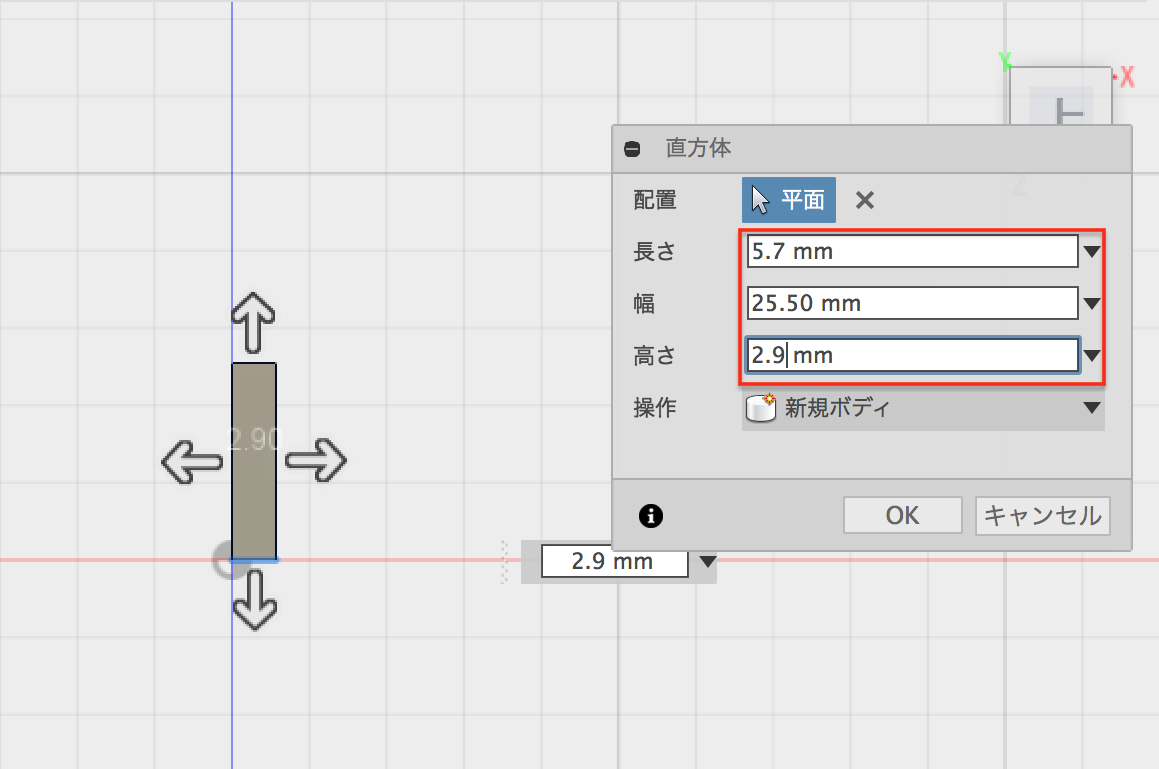 Y
X
上
Z
直方体
配置 平面
長さ 5.7 mm
幅 25.50 mm
高さ 2.9 mm
操作 新規ボディ
2.90
OK キャンセル
2.9 mm